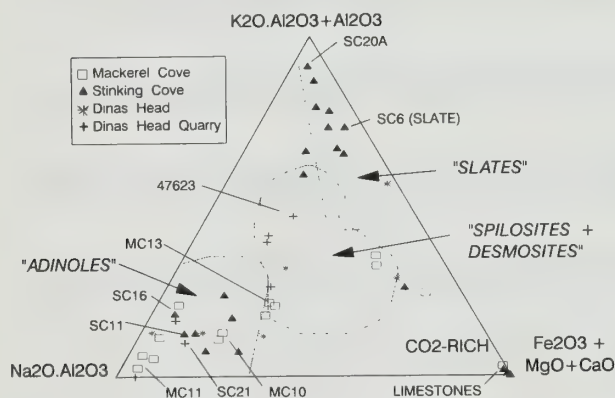 K2O.Al2O3+Al2O3
SC20A
Mackerel Cove
Stinking Cove
Dinas Head
Dinas Head Quarry
SC6 (SLATE)
"SLATES"
47623
"SPILOSITES +
DESMOSITES"
MC13
"ADINOLES"
SC16
SC11
CO2-RICH
Fe2O3 +
MgO+CaO
Na2O.Al2O3
LIMESTONES
MC11
SC21
MC10